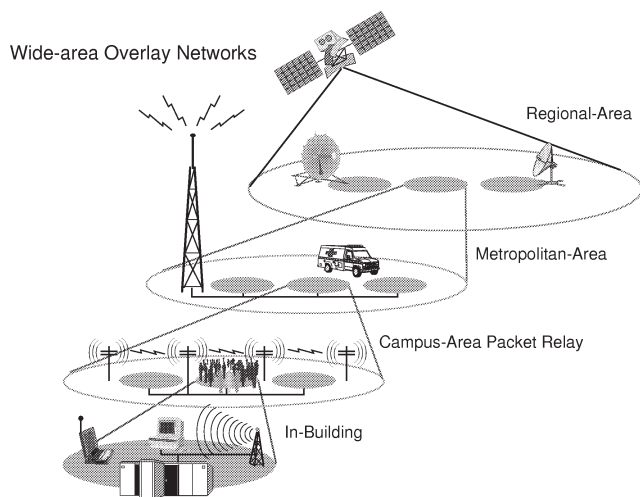 Wide-area Overlay Networks
Regional-Area
Metropolitan-Area
Campus-Area Packet Relay
In-Building